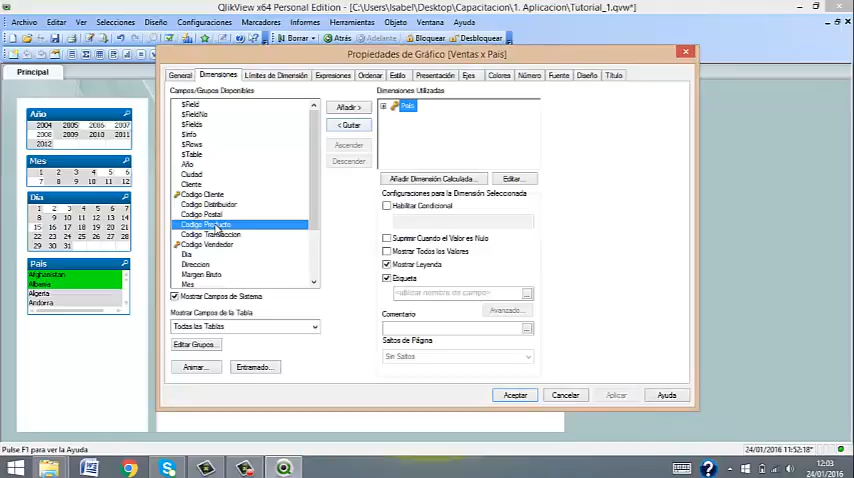 QlikView x64 Personal Edition - [C:\Users\Isabel\Desktop\Capacitacion\1. Aplicacion\Tutorial_1.qvw*]
Archivo Editar Ver Selecciones Diseño Configuraciones Marcadores Informes Herramientas Objeto Ventana Ayuda
Borrar Atrás Adelante Bloquear Desbloquear
Principal
Propiedades de Gráfico [Ventas x Pais]
General Dimensiones Límites de Dimensión Expresiones Ordenar Estilo Presentación Ejes Colores Número Fuente Diseño Título
Campos/Grupos Disponibles
$Field
$FieldNo
$Fields
$Info
$Rows
$Table
Año
Ciudad
Cliente
Codigo Cliente
Codigo Distribuidor
Codigo Postal
Codigo Producto
Codigo Transaccion
Codigo Vendedor
Dia
Direccion
Margen Bruto
Mes
Mostrar Campos de Sistema
Mostrar Campos de la Tabla
Todas las Tablas
Editar Grupos...
Animar...
Entramado...
Añadir >
< Quitar
Ascender
Descender
Dimensiones Utilizadas
Pais
Añadir Dimensión Calculada...
Editar...
Configuraciones para la Dimensión Seleccionada
Habilitar Condicional
Suprimir Cuando el Valor es Nulo
Mostrar Todos los Valores
Mostrar Leyenda
Etiqueta
<utilizar nombre de campo>
...
Avanzado...
Comentario
...
Saltos de Página
Sin Saltos
Aceptar
Cancelar
Aplicar
Ayuda
Año
2004 2005 2006 2007
2008 2009 2010 2011
2012
Mes
1 2 3 4 5 6
7 8 9 10 11 12
Dia
1 2 3 4 5 6 7
8 9 10 11 12 13 14
15 16 17 18 19 20 21
22 23 24 25 26 27 28
29 30 31
Pais
Afghanistan
Albania
Algeria
Andorra
Pulse F1 para ver la Ayuda
24/01/2016 11:52:18*
12:03
24/01/2016